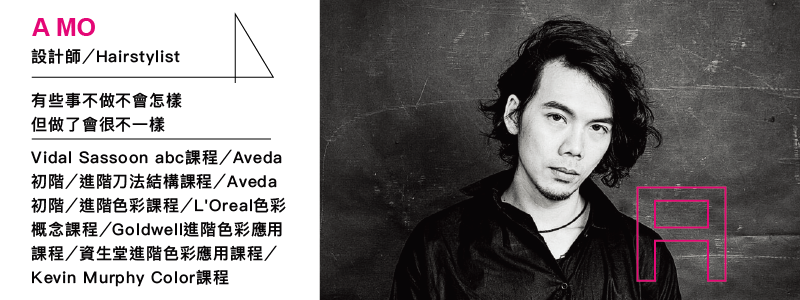 A MO
設計師／Hairstylist
有些事不做不會怎樣
但做了會很不一樣
Vidal Sassoon abc課程／Aveda
初階／進階刀法結構課程／Aveda
初階／進階色彩課程／L'Oreal色彩
概念課程／Goldwell進階色彩應用
課程／資生堂進階色彩應用課程／
Kevin Murphy Color課程
A